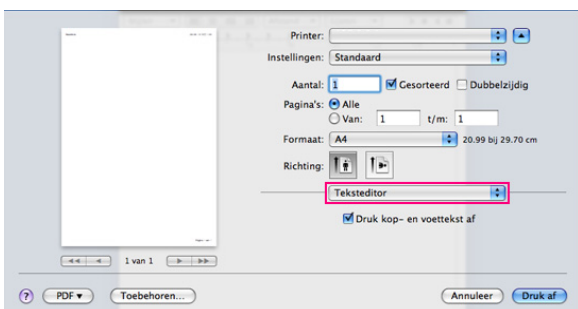 Printer:
Instellingen: Standaard
Aantal: 1 Gesorteerd Dubbelzijdig
Pagina's: Alle
Van: 1 t/m: 1
Formaat: A4 20.99 bij 29.70 cm
Richting:
Teksteditor
Druk kop- en voettekst af
1 van 1
? PDF Toebehoren... Annuleer Druk af